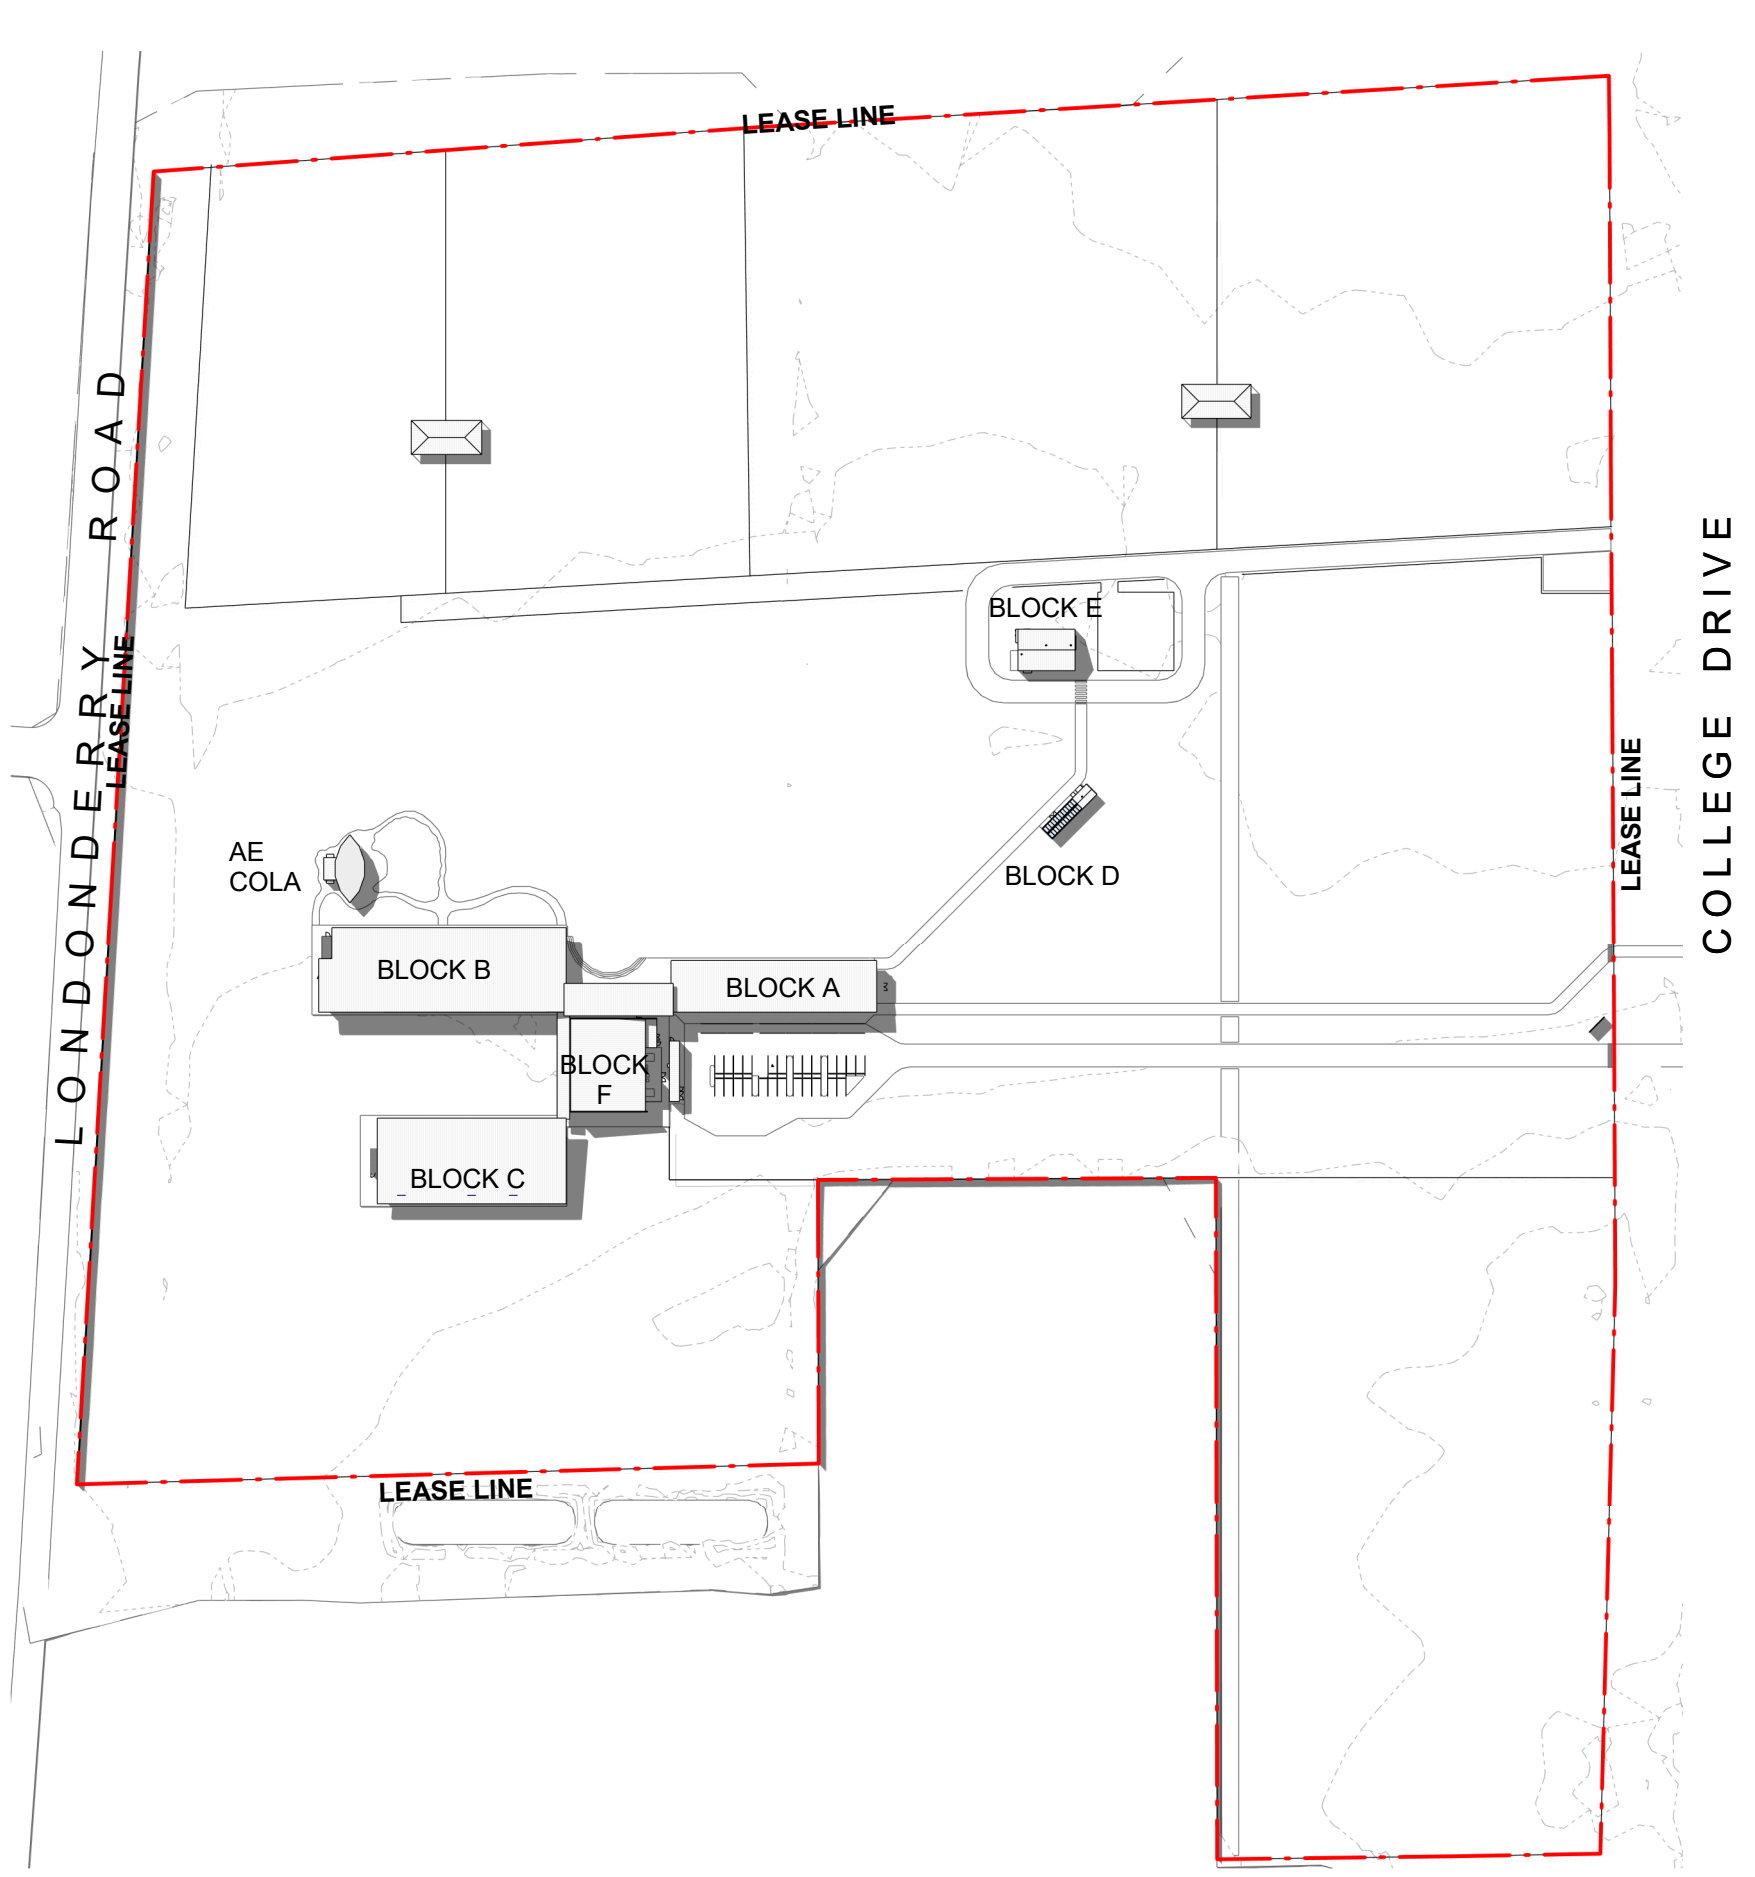 LEASE LINE
LONDONDERRY ROAD
LEASE LINE
BLOCK E
COLLEGE DRIVE
LEASE LINE
AE
COLA
BLOCK D
BLOCK B
BLOCK A
BLOCK
F
BLOCK C
LEASE LINE